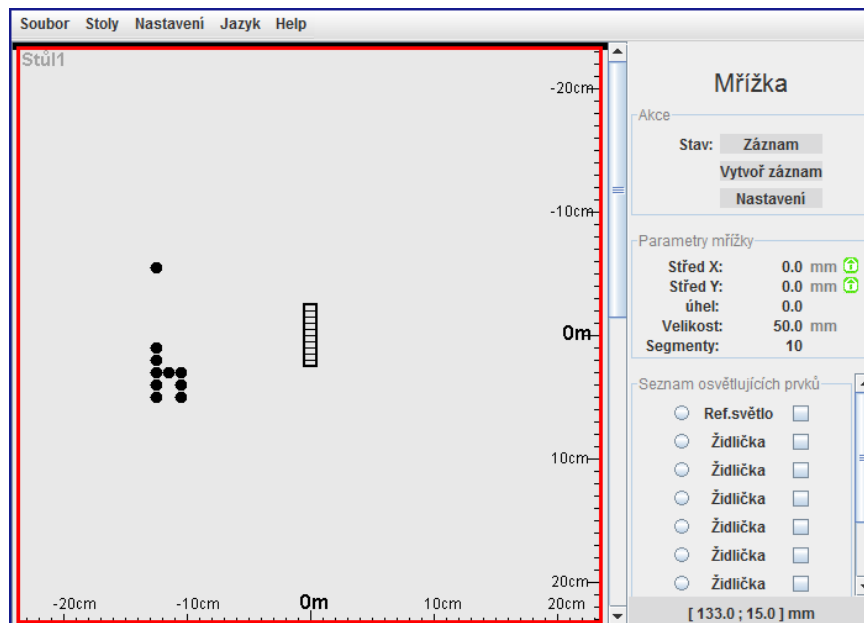 Soubor Stoly Nastavení Jazyk Help
Stůl1
-20cm
-10cm
0m
10cm
20cm
-20cm -10cm 0m 10cm 20cm
Mřížka
Akce
Stav: Záznam
Vytvoř záznam
Nastavení
Parametry mřížky
Střed X: 0.0 mm
Střed Y: 0.0 mm
úhel: 0.0
Velikost: 50.0 mm
Segmenty: 10
Seznam osvětlujících prvků
Ref.světlo
Židlička
Židlička
Židlička
Židlička
Židlička
Židlička
[ 133.0 ; 15.0 ] mm